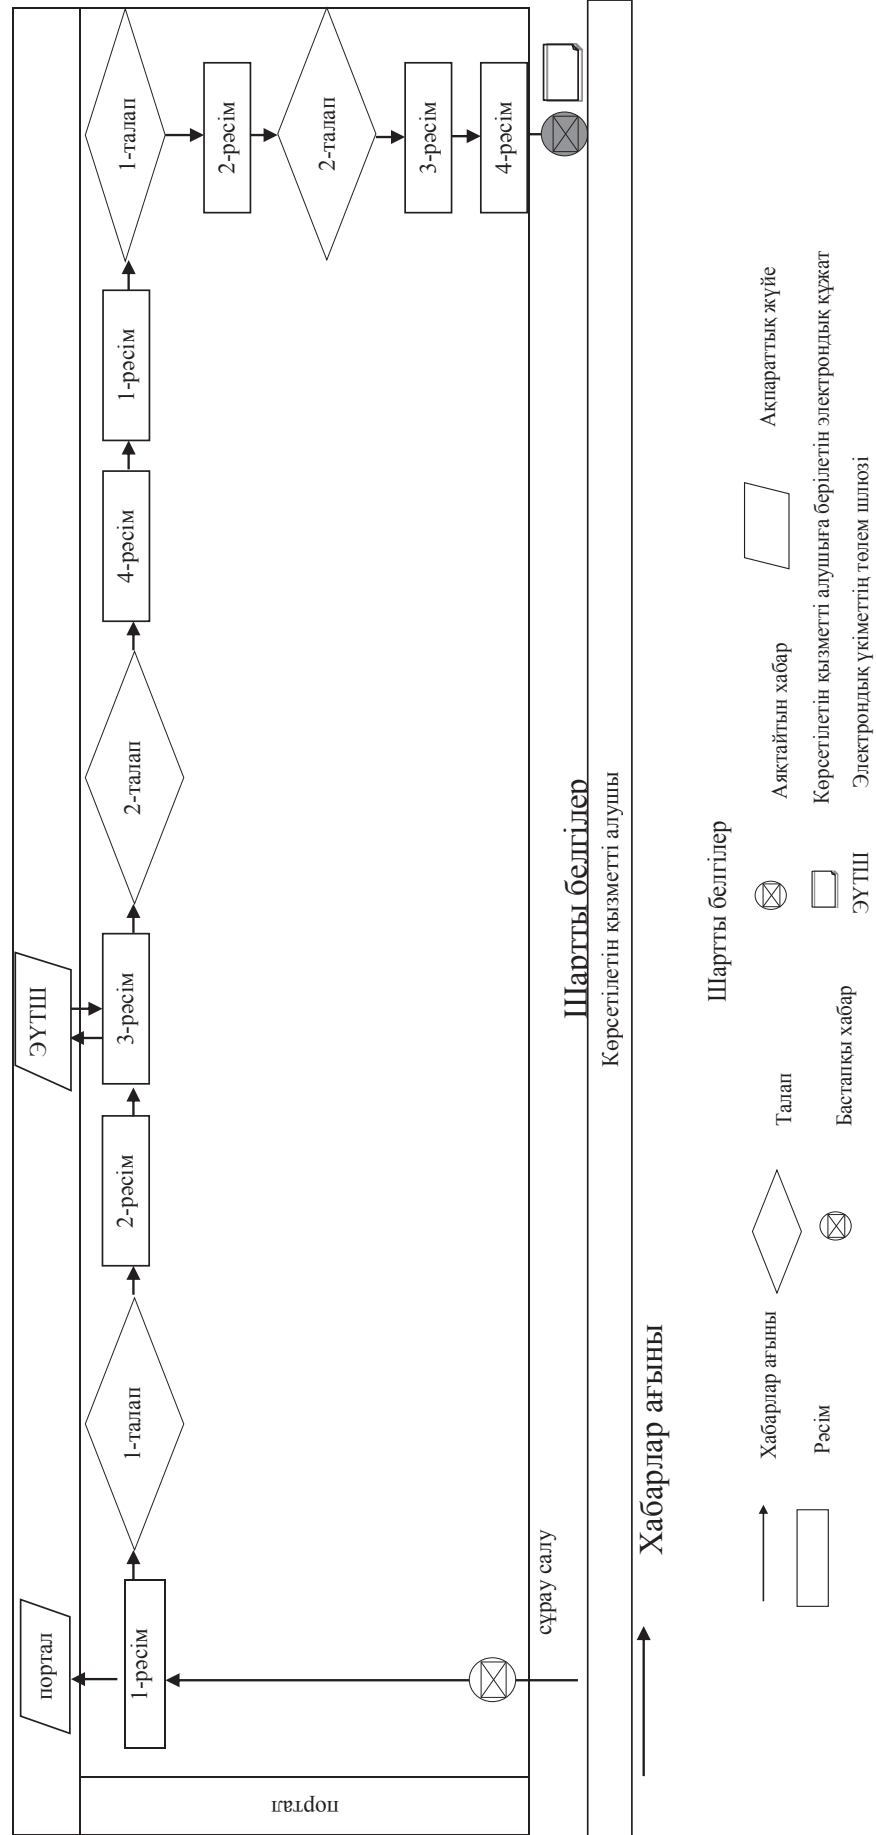 портал
ЭҮТШ
портал
1-рәсім
1-талап
2-рәсім
3-рәсім
2-талап
4-рәсім
1-рәсім
1-талап
2-рәсім
2-талап
3-рәсім
4-рәсім
сұрау салу
Шартты белгілер
Көрсетілетін қызметті алушы
Хабарлар ағыны
Шартты белгілер
Хабарлар ағыны
Талап
Аяқтайтын хабар
Ақпараттық жүйе
Рәсім
Бастапқы хабар
Көрсетілетін қызметті алушыға берілетін электрондық құжат
ЭҮТШ
Электрондық үкіметтің төлем шлюзі